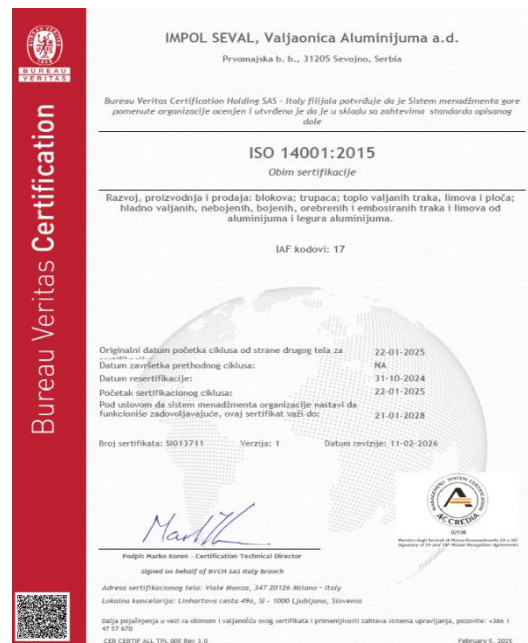 BUREAU
VERITAS
Bureau Veritas Certification
IMPOL SEVAL, Valjaonica Aluminijuma a.d.
Prvomajska b. b., 31205 Sevojno, Serbia
Bureau Veritas Certification Holding SAS - Italy filijala potvrđuje da je Sistem menadžmenta gore
pomenute organizacije ocenjen i utvrđeno je da je u skladu sa zahtevima standarda opisanog
dole
ISO 14001:2015
Obim sertifikacije
Razvoj, proizvodnja i prodaja: blokova; trupaca; toplo valjanih traka, limova i ploča;
hladno valjanih, nebojenih, bojenih, orebrenih i embosiranih traka i limova od
aluminijuma i legura aluminijuma.
IAF kodovi: 17
Originalni datum početka ciklusa od strane drugog tela za
22-01-2025
Datum završetka prethodnog ciklusa: NA
Datum resertifikacije: 31-10-2024
Početak sertifikacionog ciklusa: 22-01-2025
Pod uslovom da sistem menadžmenta organizacije nastavi da
funkcioniše zadovoljavajuće, ovaj sertifikat važi do: 21-01-2028
Broj sertifikata: SI013711 Verzija: 1 Datum revizije: 11-02-2026
MANAGEMENT SYSTEM CERTIFICATION
ACCREDIA
Podpis Marko Koren - Certification Technical Director
Signed on behalf of BVCH SAS Italy Branch
Adresa sertifikacionog tela: Viale Monza, 347 20126 Milano - Italy
Lokalna kancelarija: Linhartova cesta 49a, SI - 1000 Ljubljana, Slovenia
Dalja pojašnjenja u vezi sa obimom i valjanošću ovog sertifikata i primenljivosti zahteva sistema upravljanja, pozovite: +386 1
47 57 670
CER CERTIF ALL TPL 005 Rev 3.0 February 5, 2025